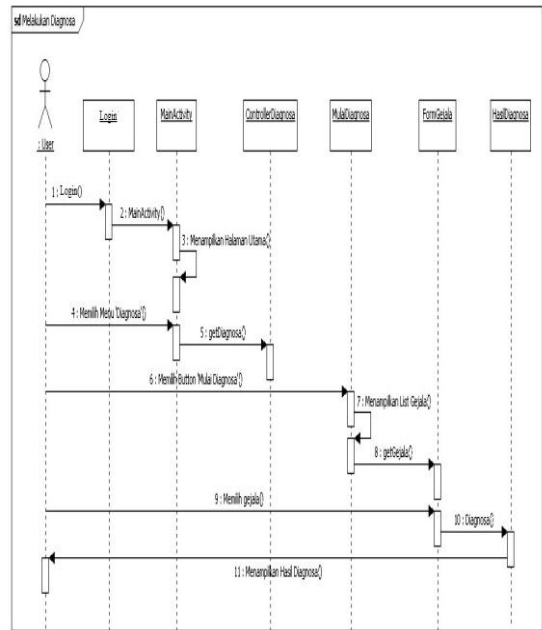 sd Melakukan Diagnosa
: User
Login
MainActivity
ControllerDiagnosa
MulaiDiagnosa
FormGejala
HasilDiagnosa
1 : Login()
2 : MainActivity()
3 : Menampilkan Halaman Utama()
4 : Memilih Menu 'Diagnosa'()
5 : getDiagnosa()
6 : Memilih Button 'Mulai Diagnosa'()
7 : Menampilkan List Gejala()
8 : getGejala()
9 : Memilih gejala()
10 : Diagnosa()
11 : Menampilkan Hasil Diagnosa()